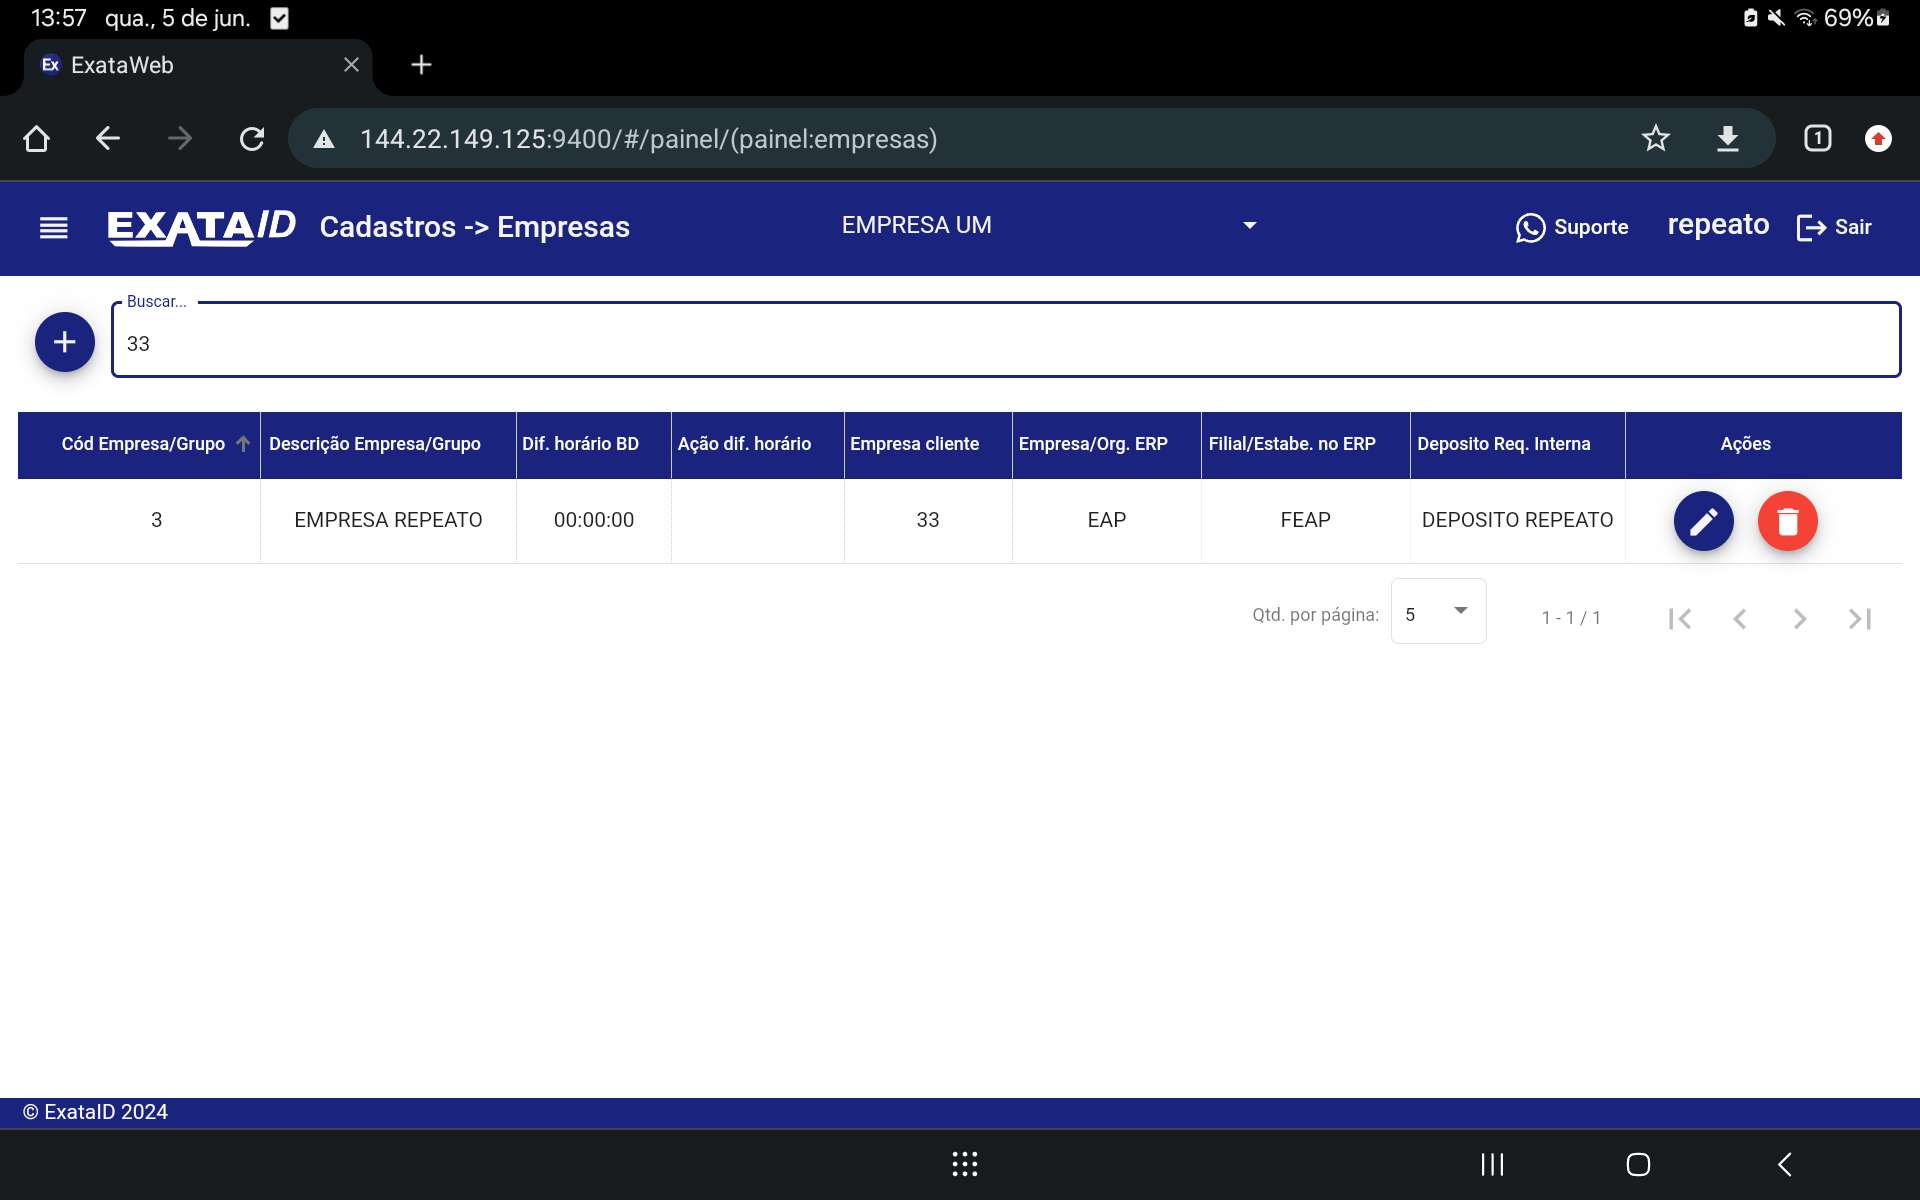 13:57 qua., 5 de jun. 69%
Ex ExataWeb
144.22.149.125:9400/#/painel/(painel:empresas) 1
EXATA/D Cadastros -> Empresas EMPRESA UM Suporte repeato Sair
Buscar...
33
Cód Empresa/Grupo Descrição Empresa/Grupo Dif. horário BD Ação dif. horário Empresa cliente Empresa/Org. ERP Filial/Estabe. no ERP Deposito Req. Interna Ações
3 EMPRESA REPEATO 00:00:00 33 EAP FEAP DEPOSITO REPEATO
Qtd. por página: 5 1 - 1 / 1
© ExataID 2024